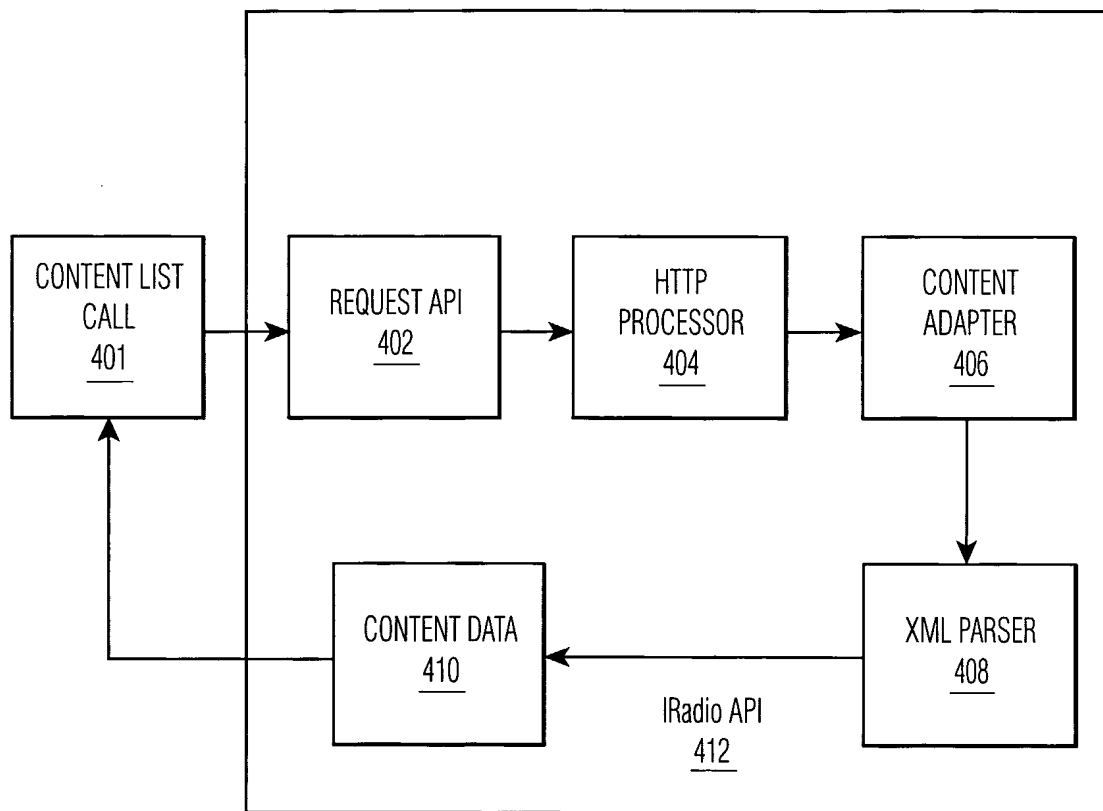 CONTENT LIST
CALL
401
REQUEST API
402
HTTP
PROCESSOR
404
CONTENT
ADAPTER
406
CONTENT DATA
410
XML PARSER
408
IRadio API
412